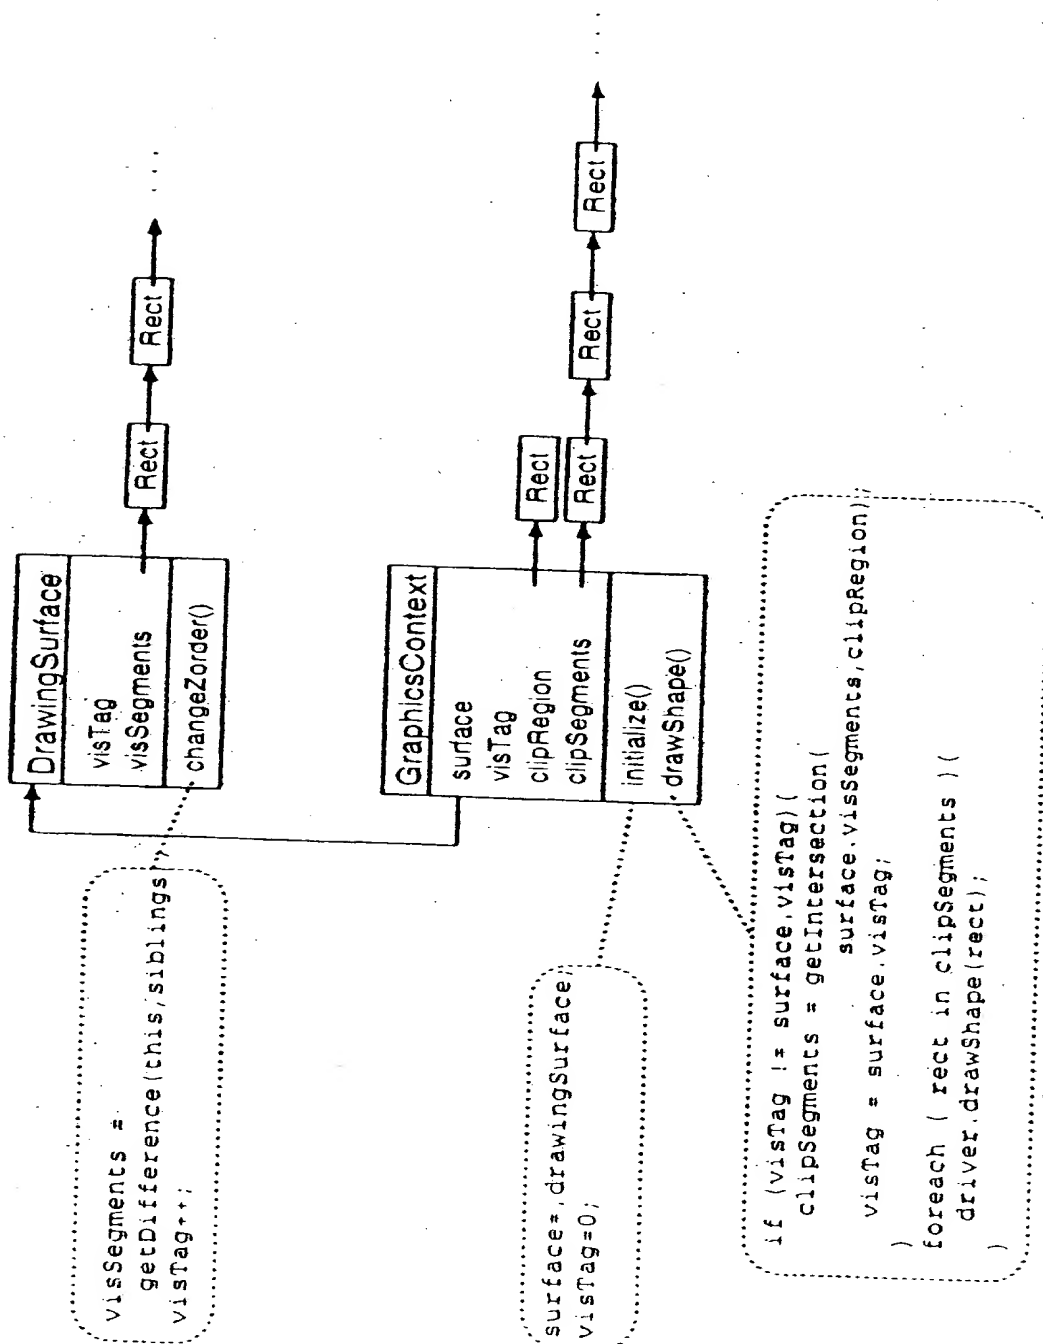 DrawingSurface
visTag
visSegments
changeZorder()
Rect
Rect
...
visSegments =
getDifference(this,siblings);
visTag++;
GraphicsContext
surface
visTag
clipRegion
clipSegments
initialize()
drawShape()
Rect
Rect
Rect
Rect
...
surface=.drawingSurface;
visTag=0;
if (visTag != surface.visTag)(
clipSegments = getIntersection(
surface.visSegments,clipRegion);
visTag = surface.visTag;
)
foreach ( rect in clipSegments ) (
driver.drawShape(rect);
)